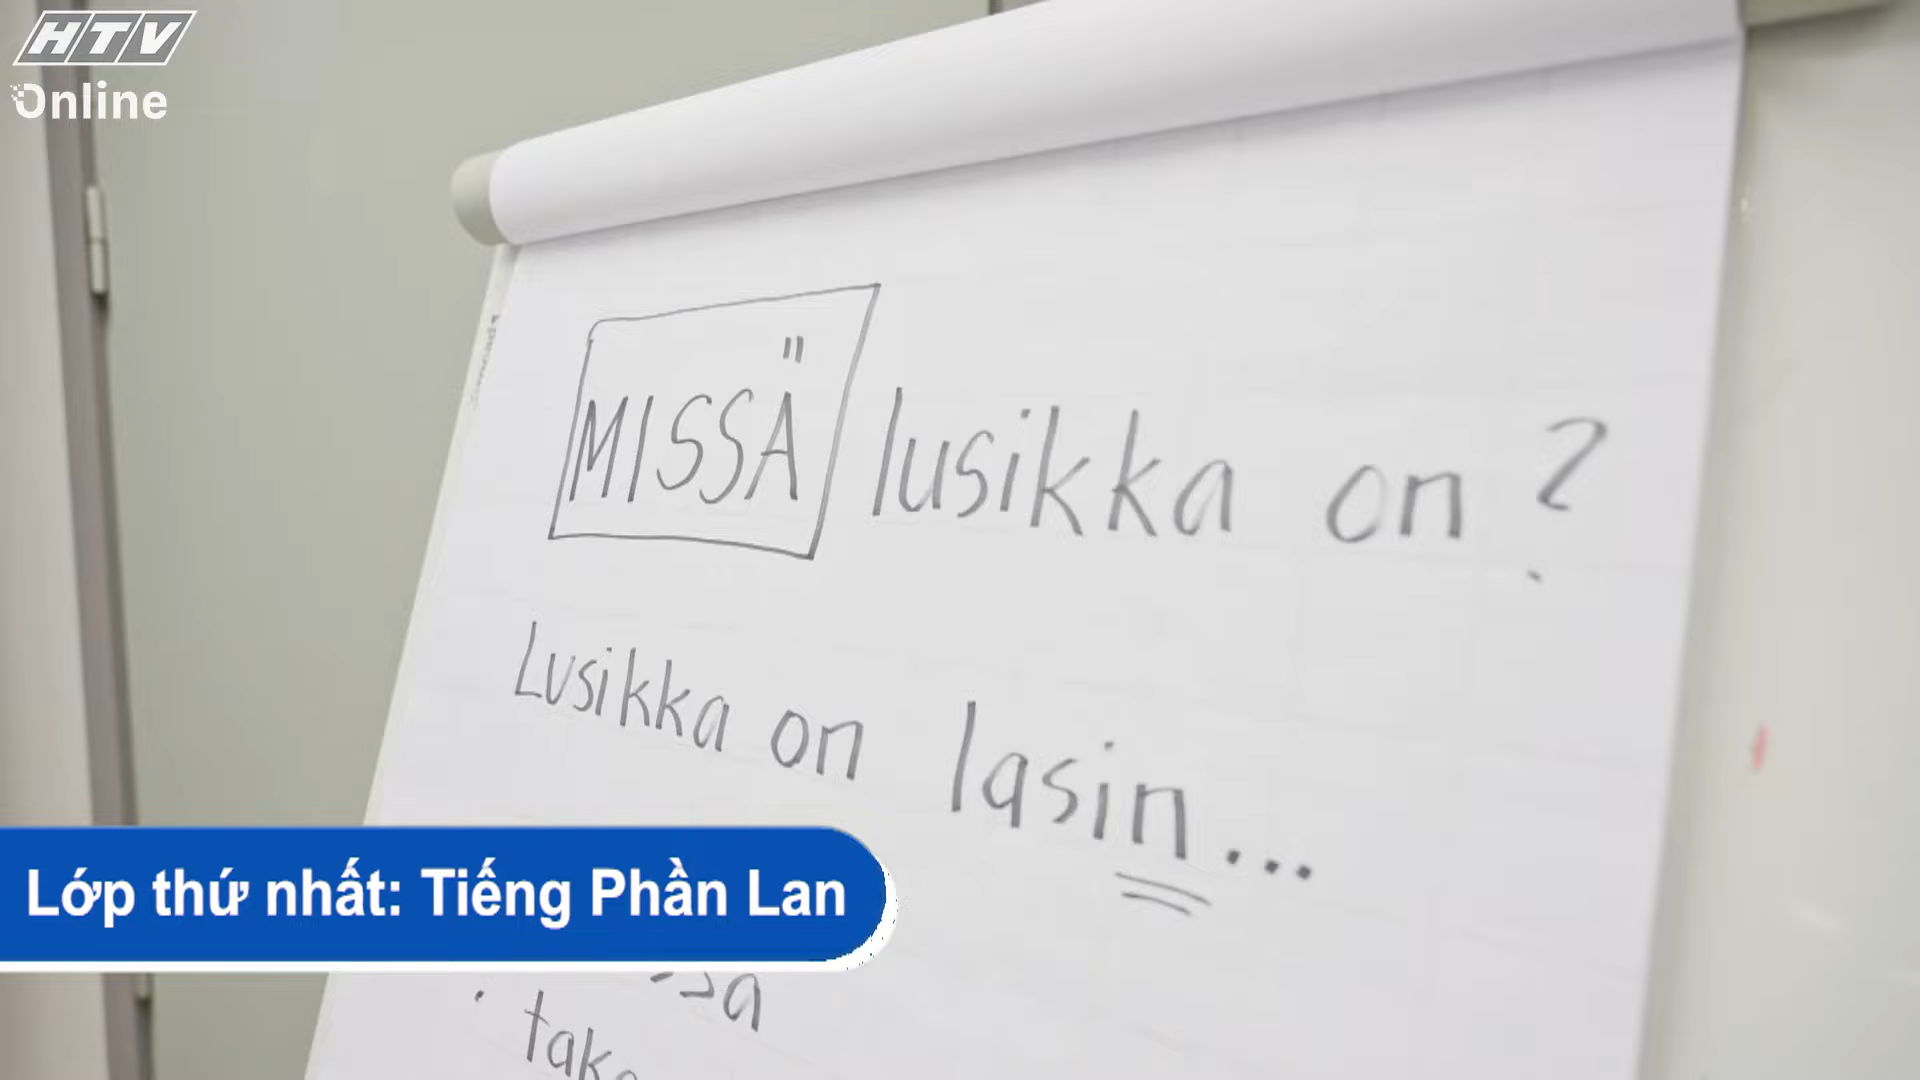 HTV
Online
MISSÄ lusikka on?
Lusikka on lasin...
Lớp thứ nhất: Tiếng Phần Lan